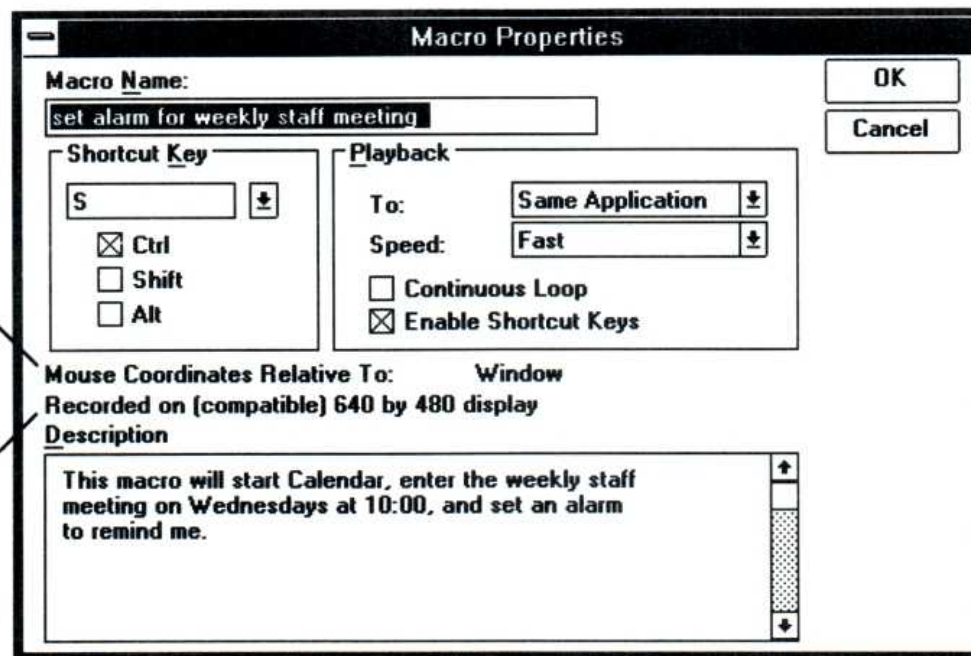 Macro Properties
Macro Name:
set alarm for weekly staff meeting
OK
Cancel
Shortcut Key
S
Ctrl
Shift
Alt
Playback
To:
Same Application
Speed:
Fast
Continuous Loop
Enable Shortcut Keys
Mouse Coordinates Relative To: Window
Recorded on (compatible) 640 by 480 display
Description
This macro will start Calendar, enter the weekly staff
meeting on Wednesdays at 10:00, and set an alarm
to remind me.